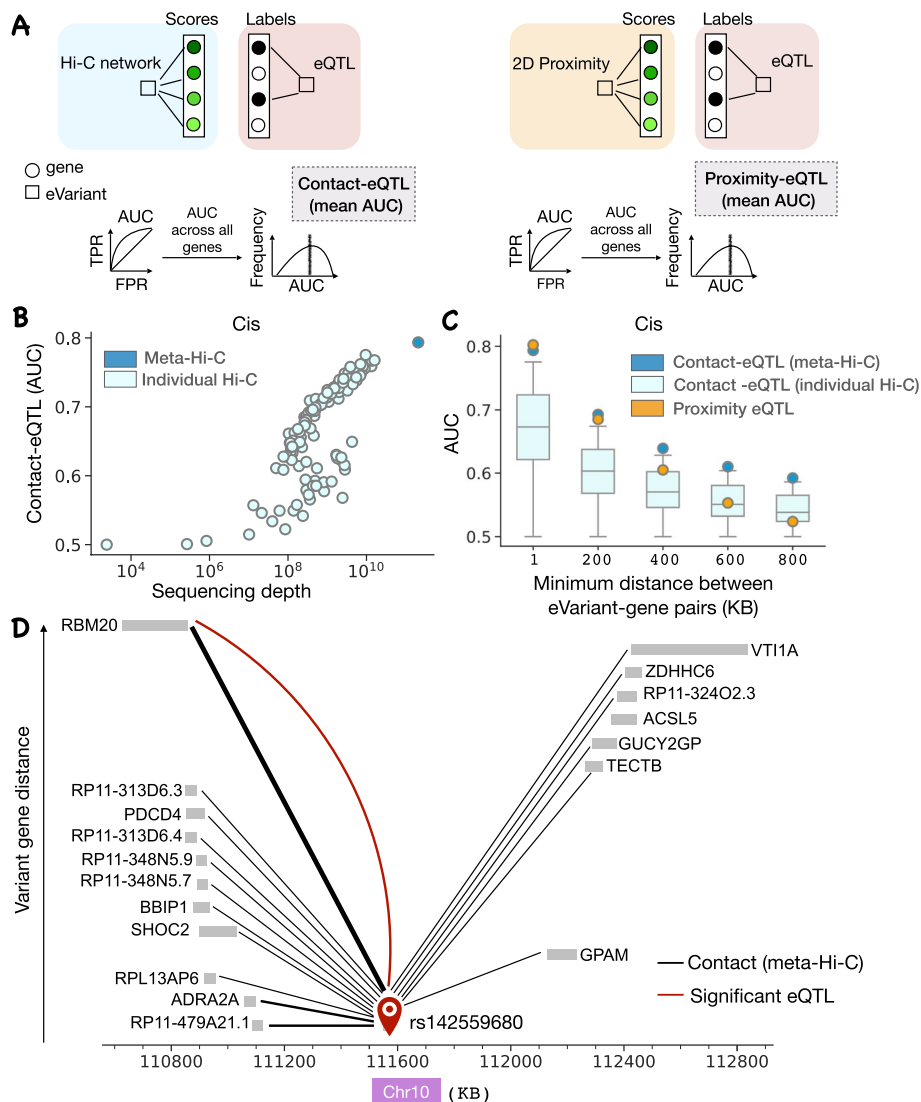 A
Scores Labels
Hi-C network
eQTL
gene
eVariant
Contact-eQTL
(mean AUC)
AUC
TPR
FPR
AUC
across all
genes
Frequency
AUC
Scores Labels
2D Proximity
eQTL
Proximity-eQTL
(mean AUC)
AUC
TPR
FPR
AUC
across all
genes
Frequency
AUC
B
Cis
Meta-Hi-C
Individual Hi-C
Contact-eQTL (AUC)
0.8
0.7
0.6
0.5
10^4 10^6 10^8 10^10
Sequencing depth
C
Cis
Contact-eQTL (meta-Hi-C)
Contact -eQTL (individual Hi-C)
Proximity eQTL
AUC
0.8
0.7
0.6
0.5
1 200 400 600 800
Minimum distance between
eVariant-gene pairs (KB)
D
Variant gene distance
RBM20
RP11-313D6.3
PDCD4
RP11-313D6.4
RP11-348N5.9
RP11-348N5.7
BBIP1
SHOC2
RPL13AP6
ADRA2A
RP11-479A21.1
VTI1A
ZDHHC6
RP11-324O2.3
ACSL5
GUCY2GP
TECTB
GPAM
rs142559680
Contact (meta-Hi-C)
Significant eQTL
110800 111200 111600 112000 112400 112800
Chr10 (KB)